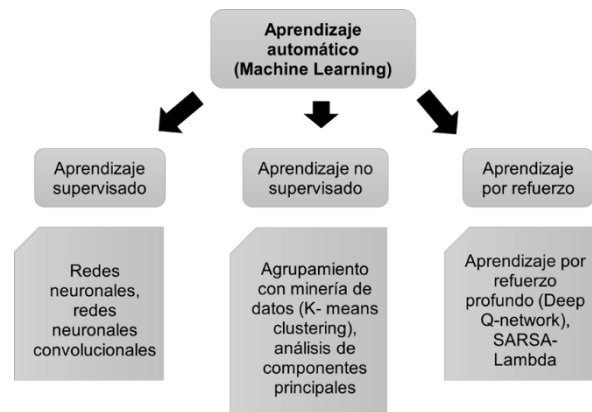 Aprendizaje
automático
(Machine Learning)
Aprendizaje
supervisado
Aprendizaje no
supervisado
Aprendizaje
por refuerzo
Redes
neuronales,
redes
neuronales
convolucionales
Agrupamiento
con minería de
datos (K- means
clustering),
análisis de
componentes
principales
Aprendizaje por
refuerzo
profundo (Deep
Q-network),
SARSA-
Lambda